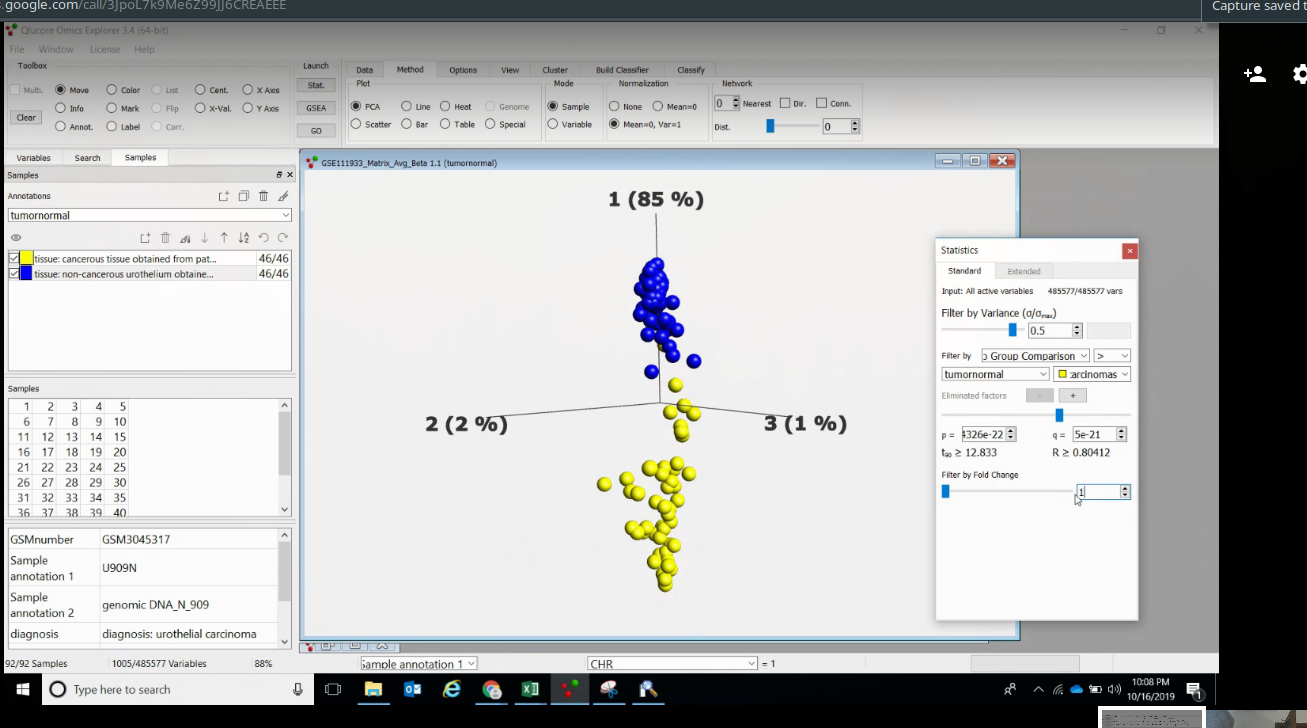 .google.com/call/3JpoL7k9Me6Z99JJ6CREAEEE
Capture saved t
Qlucore Omics Explorer 3.4 (64-bit)
File Window License Help
Toolbox
Multi. Move Color List Cent. X Axis
Info Mark Flip X-Val. Y Axis
Clear
Annot. Label Corr.
Launch
Stat.
GSEA
GO
Data Method Options View Cluster Build Classifier Classify
Plot
PCA Line Heat Genome
Scatter Bar Table Special
Mode
Sample
Variable
Normalization
None Mean=0
Mean=0, Var=1
Network
0 Nearest Dir. Conn.
Dist. 0
Variables Search Samples
Samples
Annotations
tumornormal
tissue: cancerous tissue obtained from pat... 46/46
tissue: non-cancerous urothelium obtaine... 46/46
Samples
1 2 3 4 5
6 7 8 9 10
11 12 13 14 15
16 17 18 19 20
21 22 23 24 25
26 27 28 29 30
31 32 33 34 35
36 37 38 39 40
GSMnumber GSM3045317
Sample annotation 1 U909N
Sample annotation 2 genomic DNA_N_909
diagnosis diagnosis: urothelial carcinoma
GSE111933_Matrix_Avg_Beta 1.1 (tumornormal)
1 (85 %)
2 (2 %)
3 (1 %)
Statistics
Standard Extended
Input: All active variables 485577/485577 vars
Filter by Variance (σ/σmax)
0.5
Filter by Group Comparison >
tumornormal arcinomas
Eliminated factors - +
p = 4326e-22 q = 5e-21
t90 ≥ 12.833 R ≥ 0.80412
Filter by Fold Change
1
92/92 Samples 1005/485577 Variables 88%
Sample annotation 1 CHR = 1
Type here to search
10:08 PM
10/16/2019
1